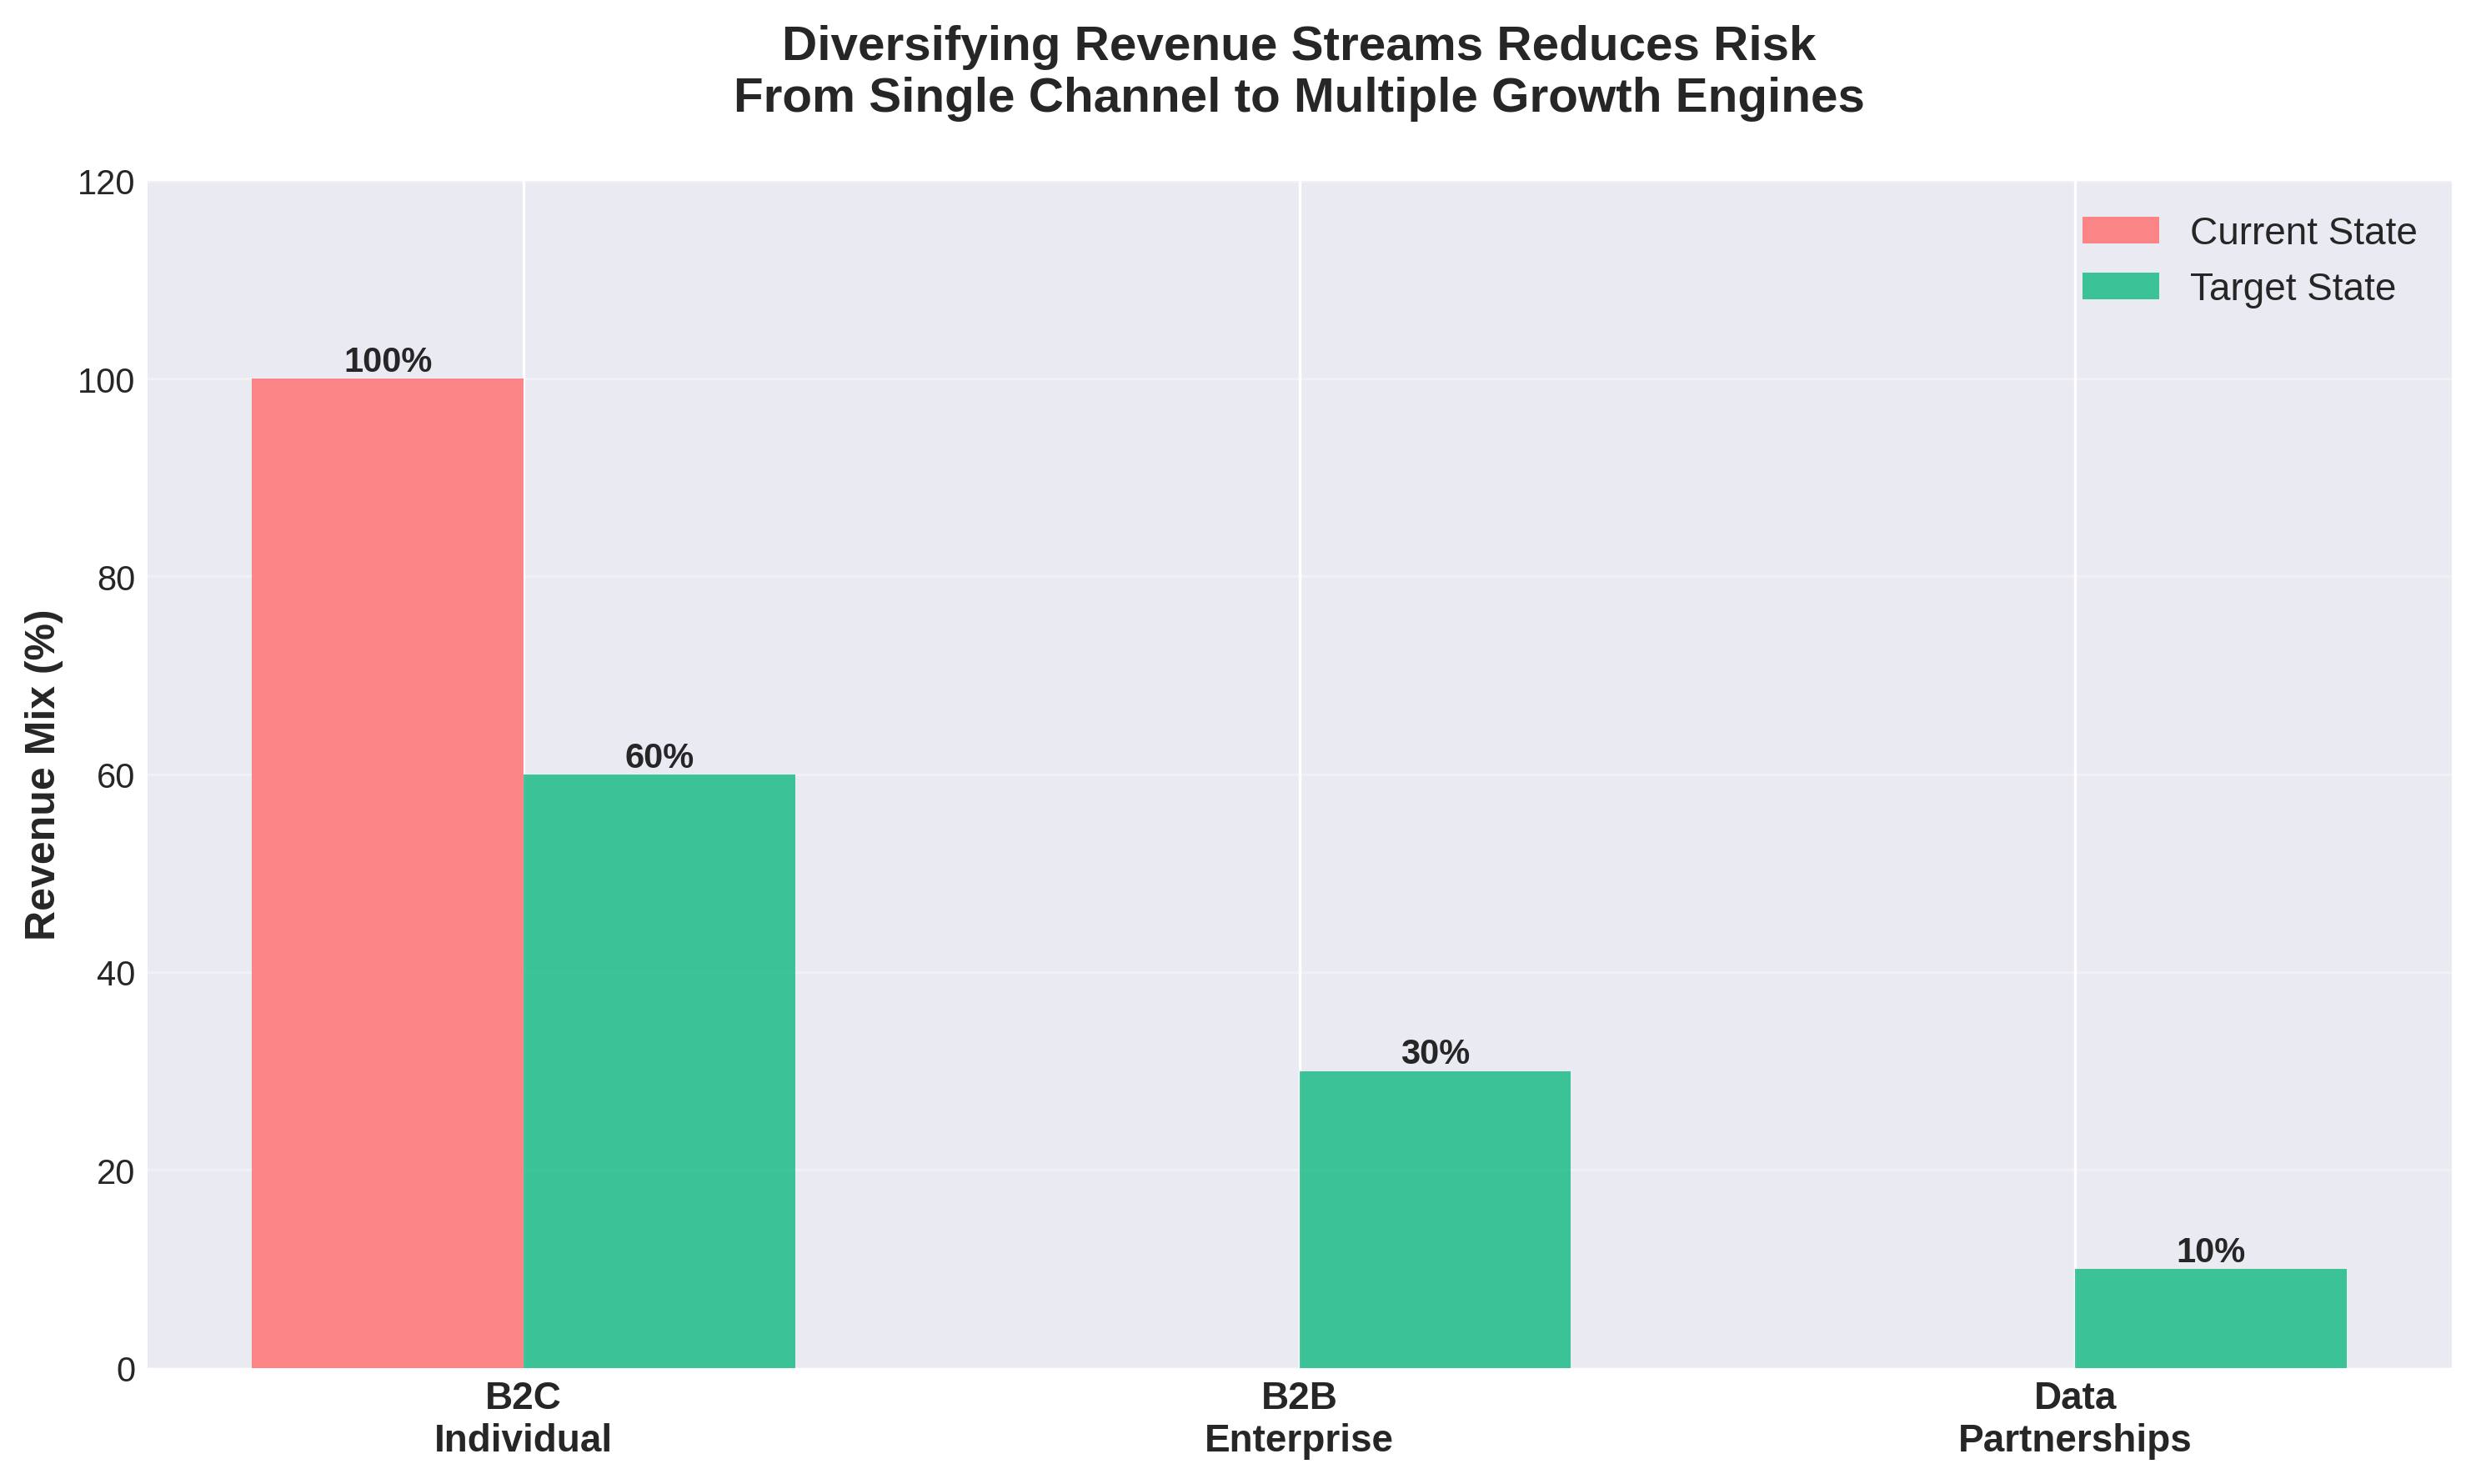 Diversifying Revenue Streams Reduces Risk
From Single Channel to Multiple Growth Engines
120
100
80
60
40
20
0
Revenue Mix (%)
Current State
Target State
100%
60%
30%
10%
B2C
Individual
B2B
Enterprise
Data
Partnerships